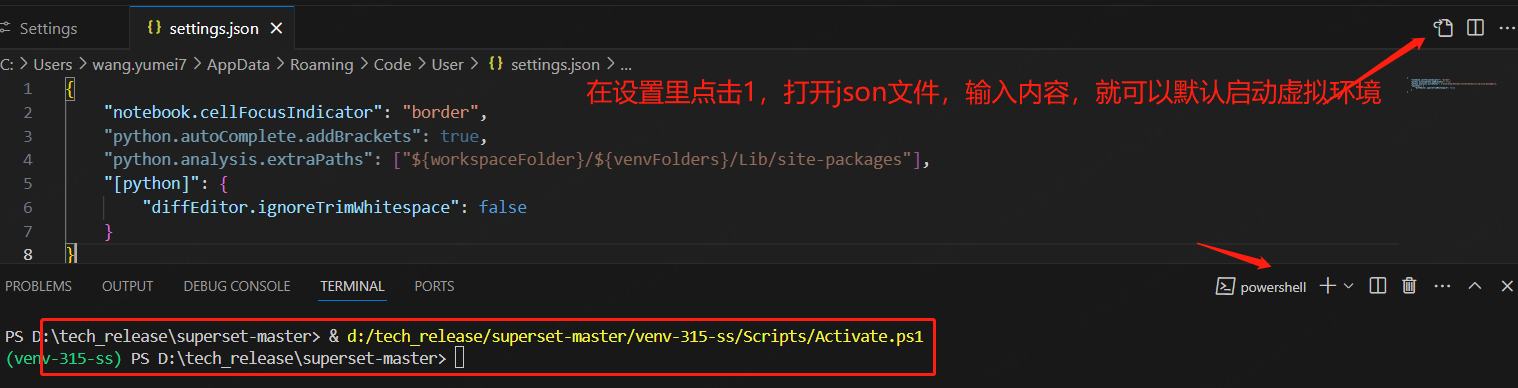 Settings
settings.json
C: > Users > wang.yumei7 > AppData > Roaming > Code > User > {} settings.json > ...
在设置里点击1，打开json文件，输入内容，就可以默认启动虚拟环境
1 {
2 "notebook.cellFocusIndicator": "border",
3 "python.autoComplete.addBrackets": true,
4 "python.analysis.extraPaths": ["${workspaceFolder}/${venvFolders}/Lib/site-packages"],
5 "[python]": {
6 "diffEditor.ignoreTrimWhitespace": false
7 }
8 }
PROBLEMS OUTPUT DEBUG CONSOLE TERMINAL PORTS powershell
PS D:\tech_release\superset-master> & d:/tech_release/superset-master/venv-315-ss/Scripts/Activate.ps1
(venv-315-ss) PS D:\tech_release\superset-master>